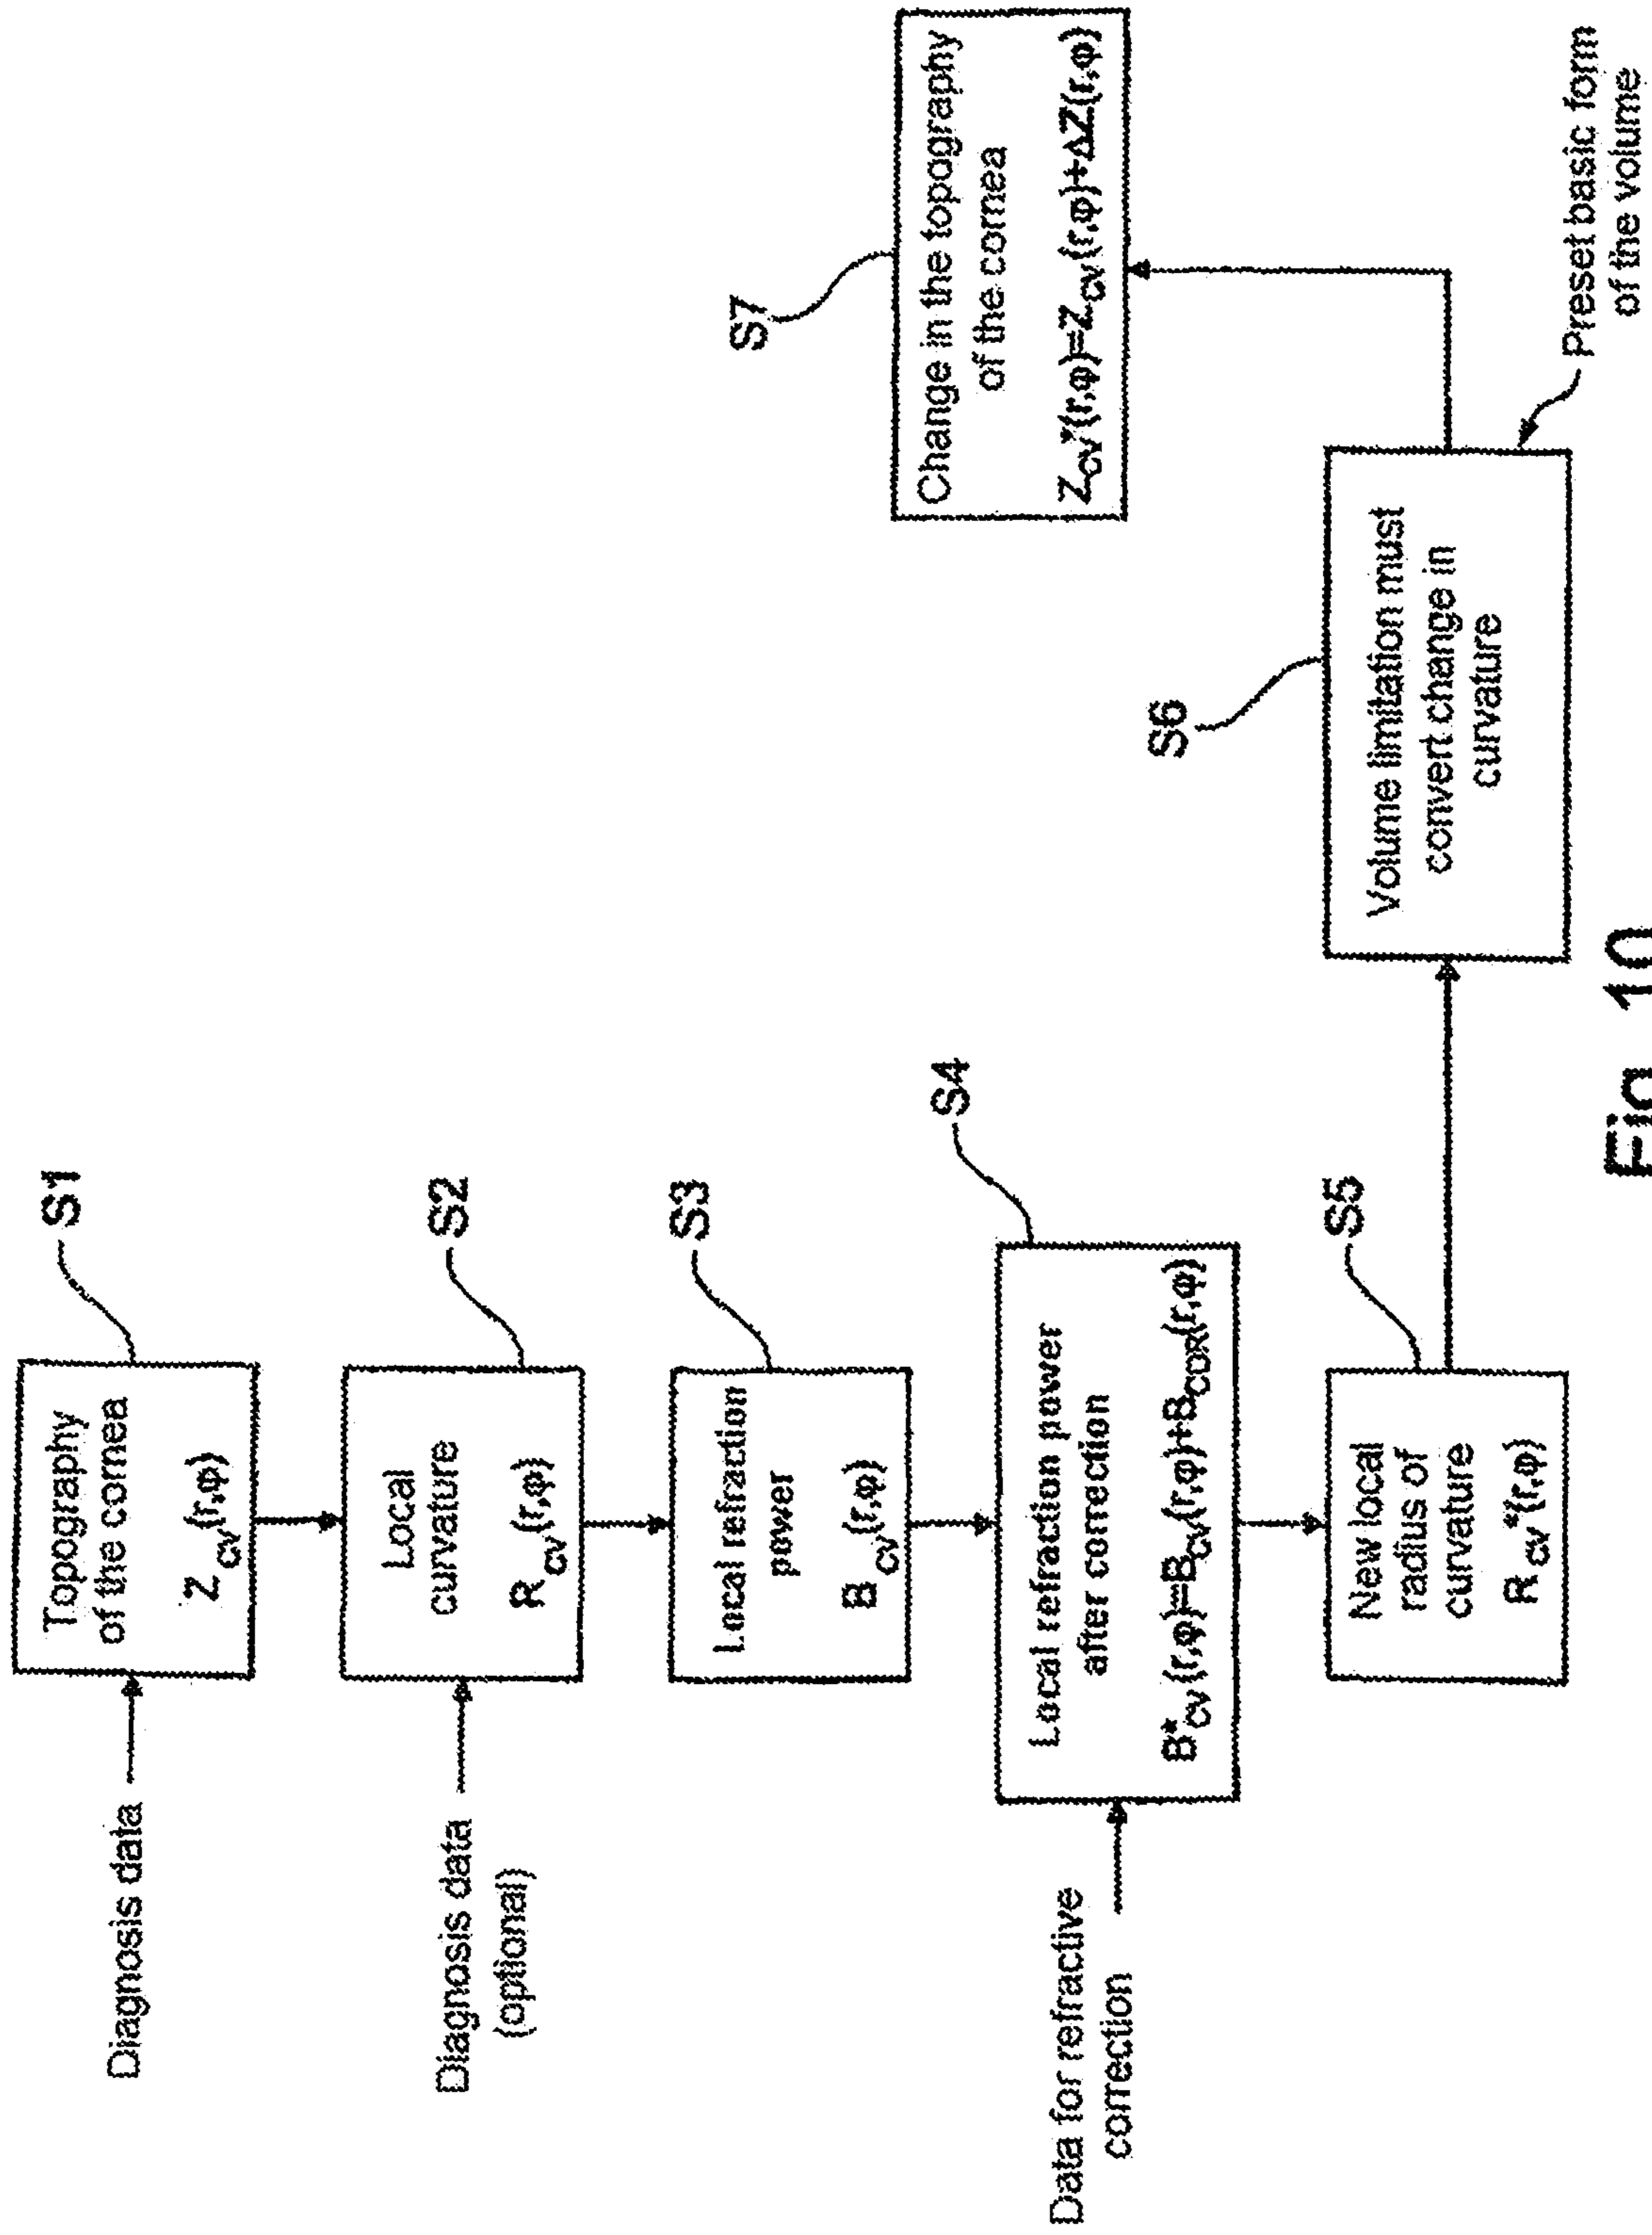 S1
Diagnosis data
Topography
of the cornea
Z_CV(r,φ)
S2
Diagnosis data
(optional)
Local
curvature
R_CV(r,φ)
S3
Local refraction
power
B_CV(r,φ)
S4
Data for refractive
correction
Local refraction power
after correction
B*_CV(r,φ)=B_CV(r,φ)+B_COR(r,φ)
S5
New local
radius of
curvature
R_CV*(r,φ)
S6
Volume limitation must
convert change in
curvature
Preset basic form
of the volume
S7
Change in the topography
of the cornea
Z_CV*(r,φ)=Z_CV(r,φ)+ΔZ(r,φ)
Fig. 10